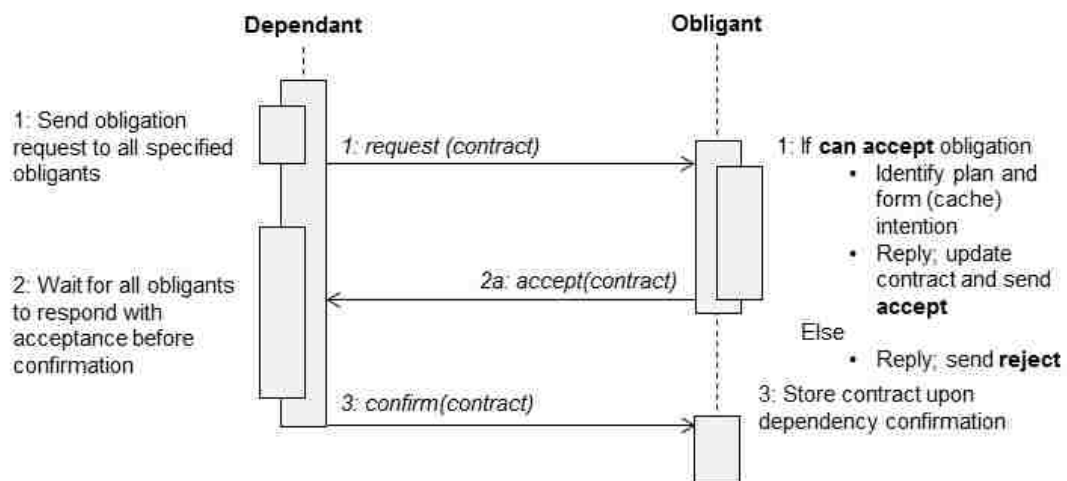 Dependant
Obligant
1: Send obligation
request to all specified
obligants
1: request (contract)
1: If can accept obligation
• Identify plan and
form (cache)
intention
• Reply; update
contract and send
accept
Else
• Reply; send reject
2a: accept(contract)
2: Wait for all obligants
to respond with
acceptance before
confirmation
3: confirm(contract)
3: Store contract upon
dependency confirmation